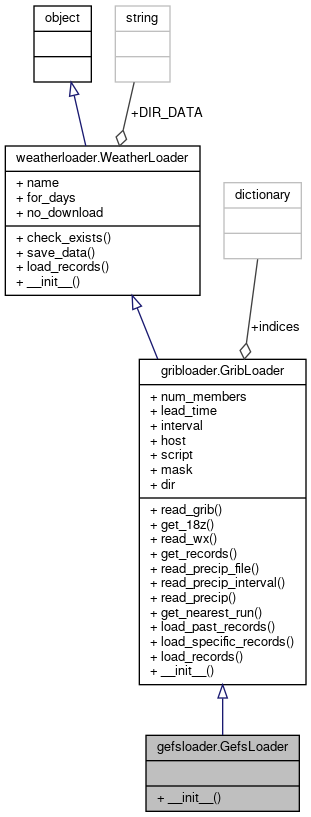 object
string
+DIR_DATA
weatherloader.WeatherLoader
+ name
+ for_days
+ no_download
+ check_exists()
+ save_data()
+ load_records()
+ __init__()
dictionary
+indices
gribloader.GribLoader
+ num_members
+ lead_time
+ interval
+ host
+ script
+ mask
+ dir
+ read_grib()
+ get_18z()
+ read_wx()
+ get_records()
+ read_precip_file()
+ read_precip_interval()
+ read_precip()
+ get_nearest_run()
+ load_past_records()
+ load_specific_records()
+ load_records()
+ __init__()
gefsloader.GefsLoader
+ __init__()